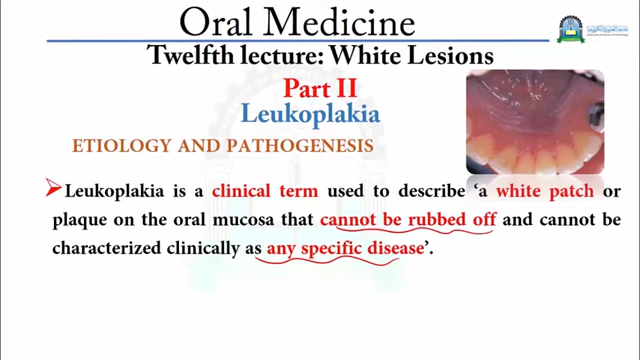 Oral Medicine
Twelfth lecture: White Lesions
Part II
Leukoplakia
ETIOLOGY AND PATHOGENESIS
Leukoplakia is a clinical term used to describe 'a white patch or
plaque on the oral mucosa that cannot be rubbed off and cannot be
characterized clinically as any specific disease'.